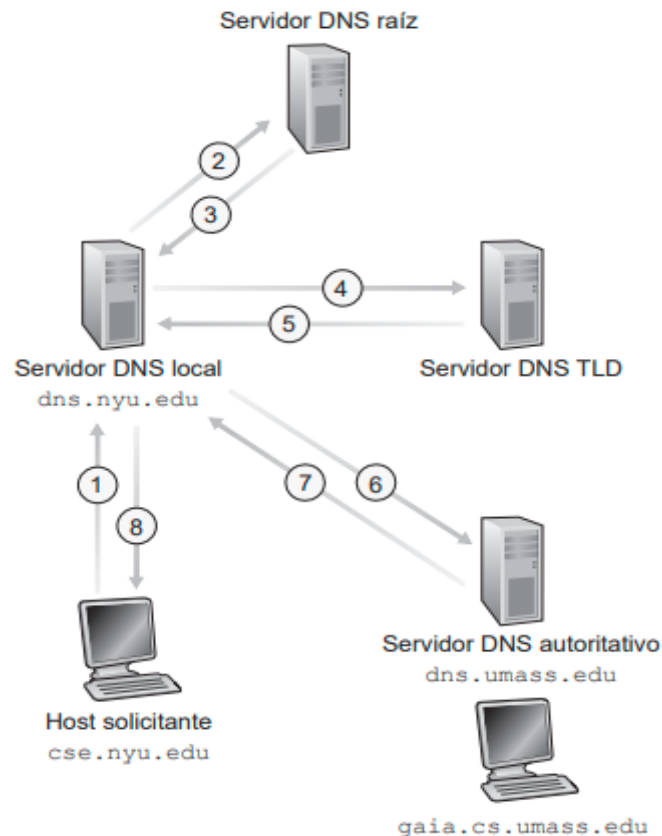 Servidor DNS raíz
2
3
4
5
Servidor DNS local
dns.nyu.edu
Servidor DNS TLD
1
8
7
6
Host solicitante
cse.nyu.edu
Servidor DNS autoritativo
dns.umass.edu
gaia.cs.umass.edu